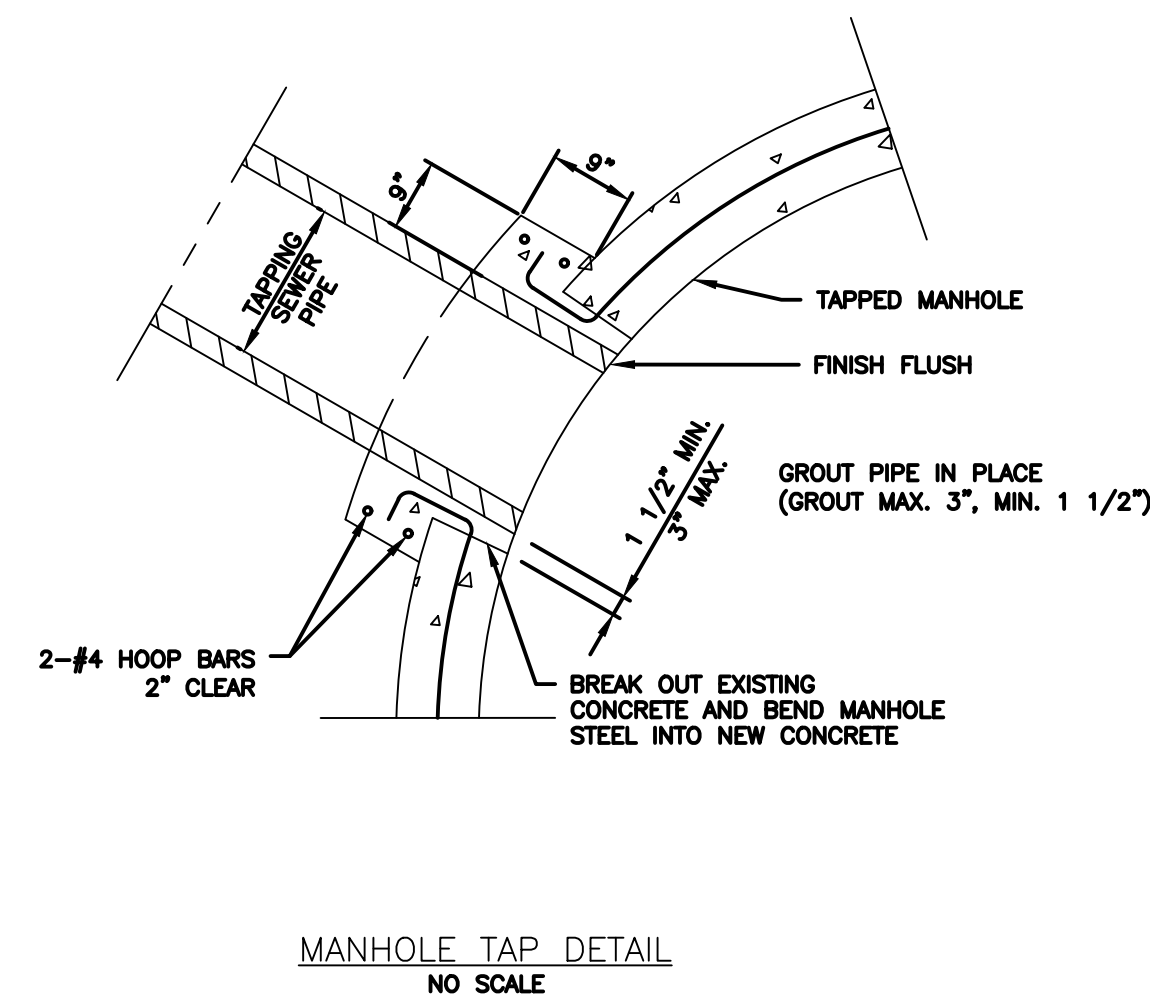 9"
9"
TAPPING
SEWER
PIPE
TAPPED MANHOLE
FINISH FLUSH
1 1/2" MIN.
3" MAX.
GROUT PIPE IN PLACE
(GROUT MAX. 3", MIN. 1 1/2")
2-#4 HOOP BARS
2" CLEAR
BREAK OUT EXISTING
CONCRETE AND BEND MANHOLE
STEEL INTO NEW CONCRETE
MANHOLE TAP DETAIL
NO SCALE